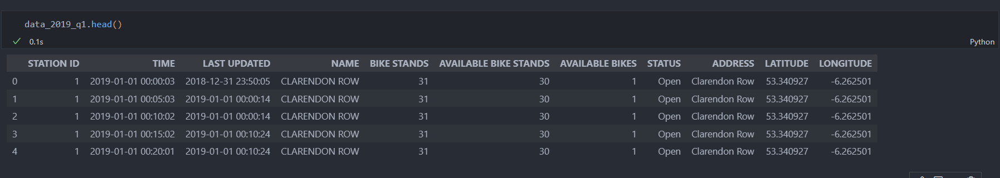 data_2019_q1.head()
0.1s
Python
STATION ID TIME LAST UPDATED NAME BIKE STANDS AVAILABLE BIKE STANDS AVAILABLE BIKES STATUS ADDRESS LATITUDE LONGITUDE
0 1 2019-01-01 00:00:03 2018-12-31 23:50:05 CLARENDON ROW 31 30 1 Open Clarendon Row 53.340927 -6.262501
1 1 2019-01-01 00:05:03 2019-01-01 00:00:14 CLARENDON ROW 31 30 1 Open Clarendon Row 53.340927 -6.262501
2 1 2019-01-01 00:10:02 2019-01-01 00:00:14 CLARENDON ROW 31 30 1 Open Clarendon Row 53.340927 -6.262501
3 1 2019-01-01 00:15:02 2019-01-01 00:10:24 CLARENDON ROW 31 30 1 Open Clarendon Row 53.340927 -6.262501
4 1 2019-01-01 00:20:01 2019-01-01 00:10:24 CLARENDON ROW 31 30 1 Open Clarendon Row 53.340927 -6.262501